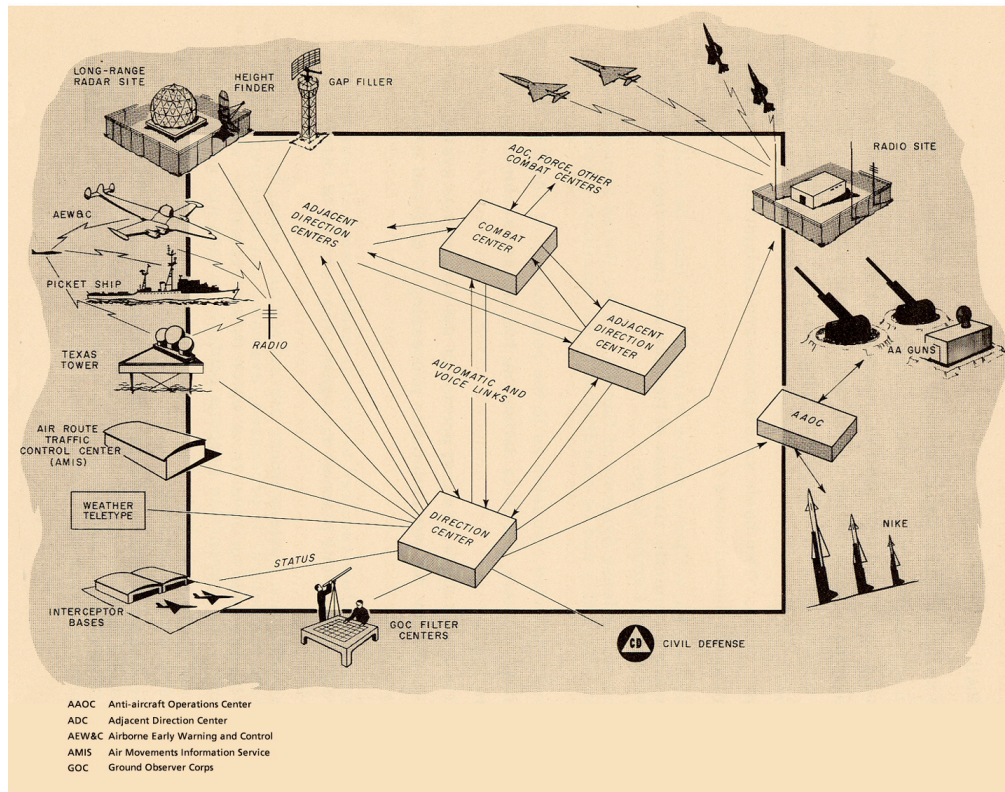 LONG-RANGE
RADAR SITE
HEIGHT
FINDER
GAP FILLER
ADC, FORCE, OTHER
COMBAT CENTERS
RADIO SITE
AEW&C
ADJACENT
DIRECTION
CENTERS
COMBAT
CENTER
PICKET SHIP
RADIO
TEXAS
TOWER
ADJACENT
DIRECTION
CENTER
AA GUNS
AUTOMATIC AND
VOICE LINKS
AAOC
AIR ROUTE
TRAFFIC
CONTROL CENTER
(AMIS)
WEATHER
TELETYPE
DIRECTION
CENTER
NIKE
STATUS
INTERCEPTOR
BASES
GOC FILTER
CENTERS
CD
CIVIL DEFENSE
AAOC Anti-aircraft Operations Center
ADC Adjacent Direction Center
AEW&C Airborne Early Warning and Control
AMIS Air Movements Information Service
GOC Ground Observer Corps